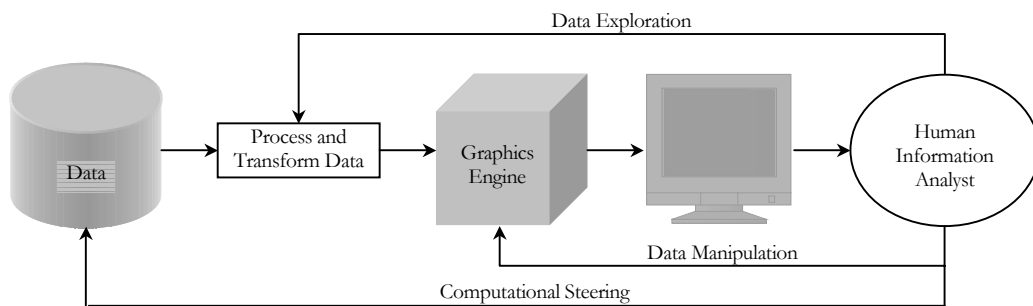 Data Exploration
Data
Process and
Transform Data
Graphics
Engine
Human
Information
Analyst
Data Manipulation
Computational Steering